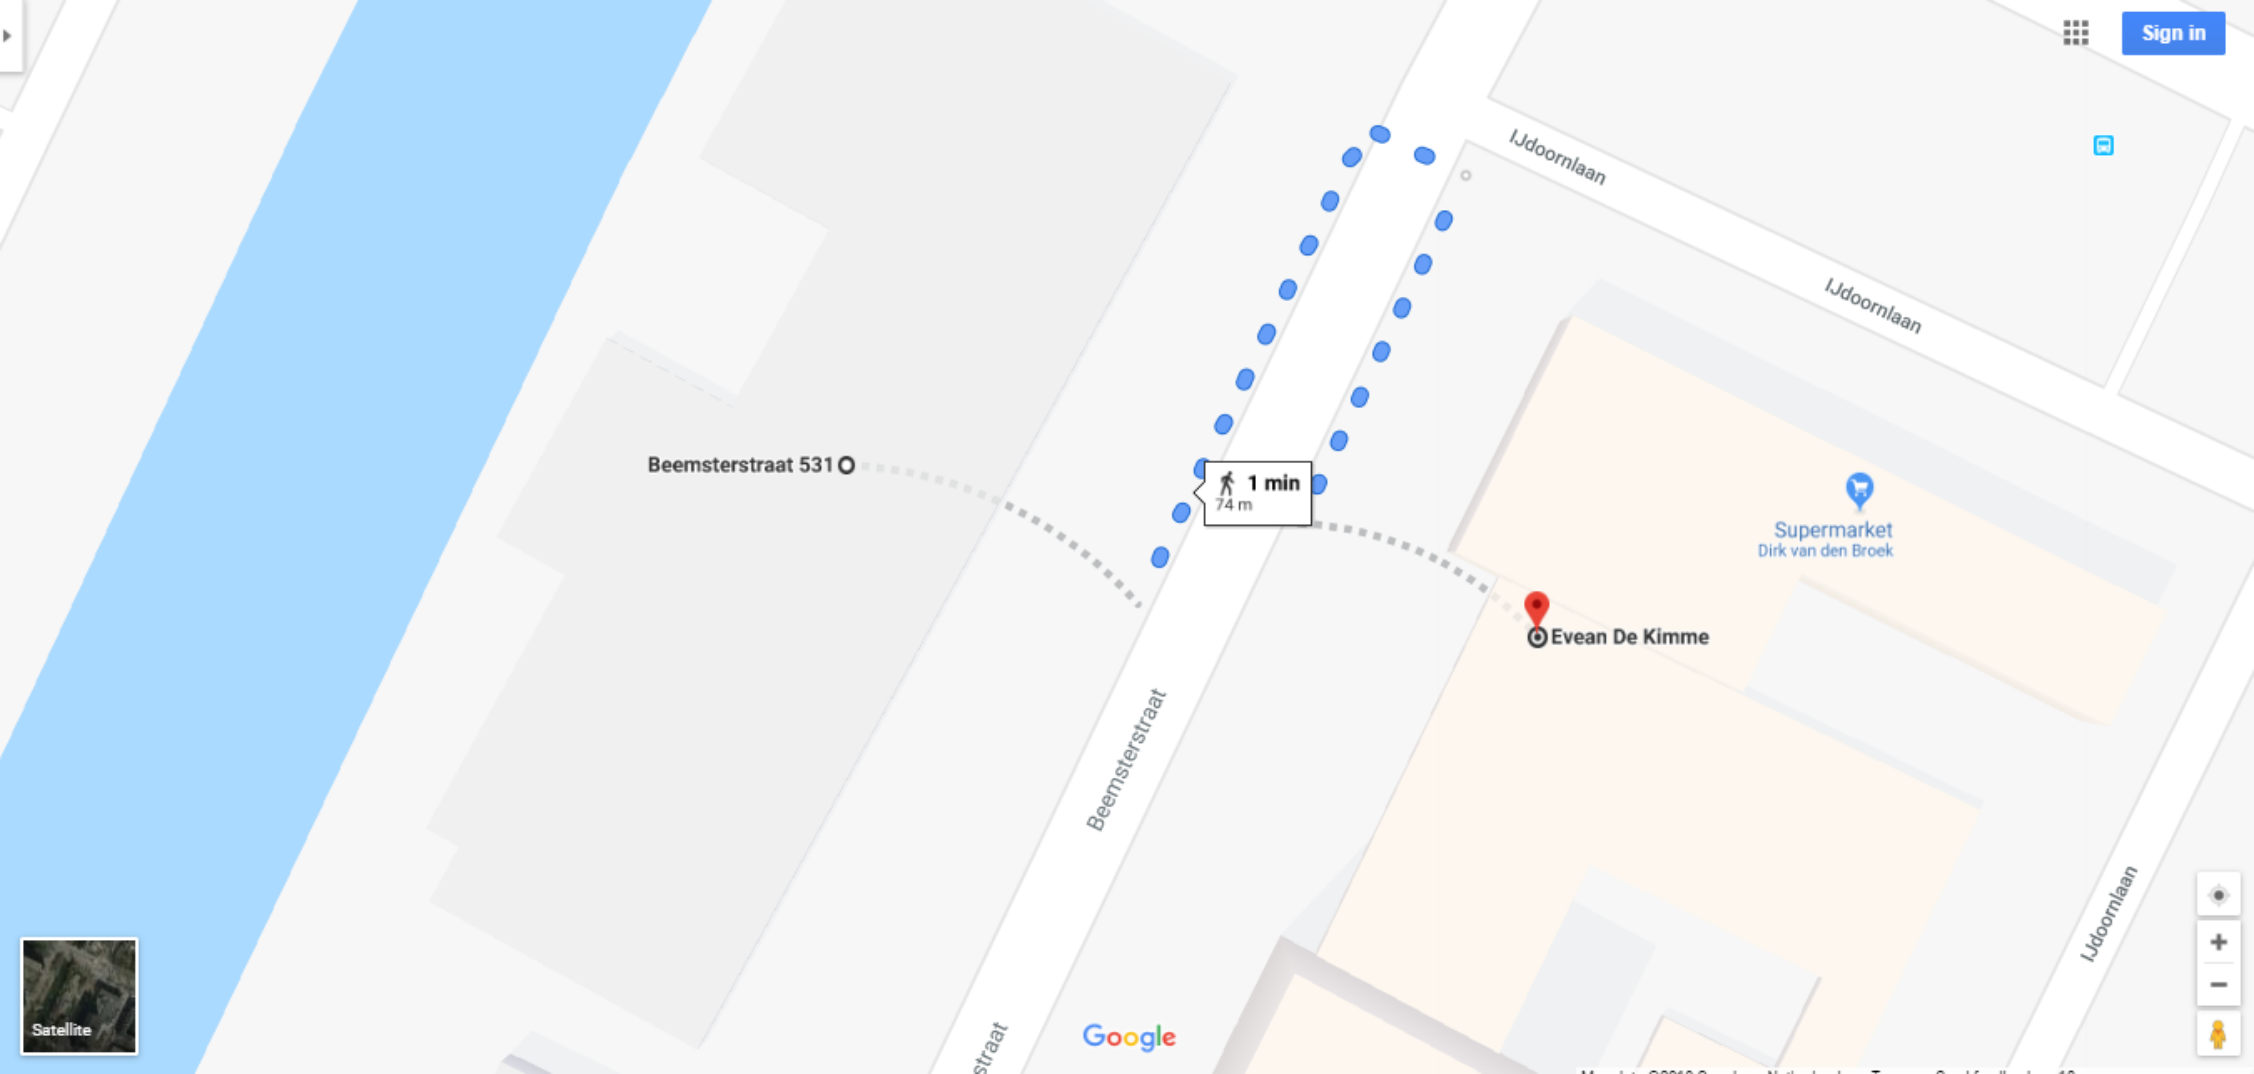 Sign in
IJdoornlaan
IJdoornlaan
Beemsterstraat 531
1 min
74 m
Supermarket
Dirk van den Broek
Evean De Kimme
Beemsterstraat
IJdoornlaan
Satellite
Google
straat